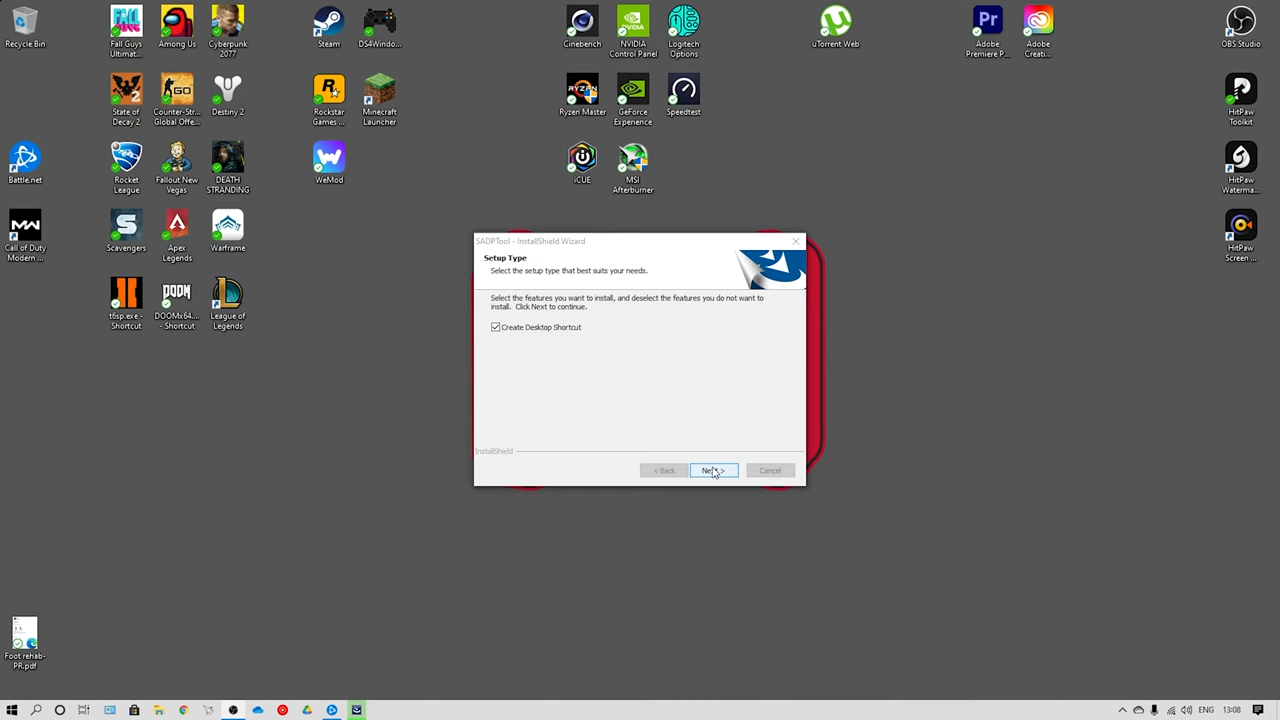 Recycle Bin
Fall Guys
Ultimat...
Among Us
Cyberpunk
2077
Steam
DS4Windo...
Cinebench
NVIDIA
Control Panel
Logitech
Options
uTorrent Web
Adobe
Premiere P...
Adobe
Creati...
OBS Studio
State of
Decay 2
Counter-Str...
Global Offe...
Destiny 2
Rockstar
Games ...
Minecraft
Launcher
Ryzen Master
GeForce
Experience
Speedtest
HitPaw
Toolkit
Battle.net
Rocket
League
Fallout New
Vegas
DEATH
STRANDING
WeMod
iCUE
MSI
Afterburner
HitPaw
Waterma...
Call of Duty
Modern ...
Scavengers
Apex
Legends
Warframe
HitPaw
Screen ...
t6sp.exe -
Shortcut
DOOMx64....
- Shortcut
League of
Legends
SADPTool - InstallShield Wizard
Setup Type
Select the setup type that best suits your needs.
Select the features you want to install, and deselect the features you do not want to
install. Click Next to continue.
Create Desktop Shortcut
InstallShield
< Back
Next >
Cancel
Foot rehab-
PR.pdf
ENG
13:08